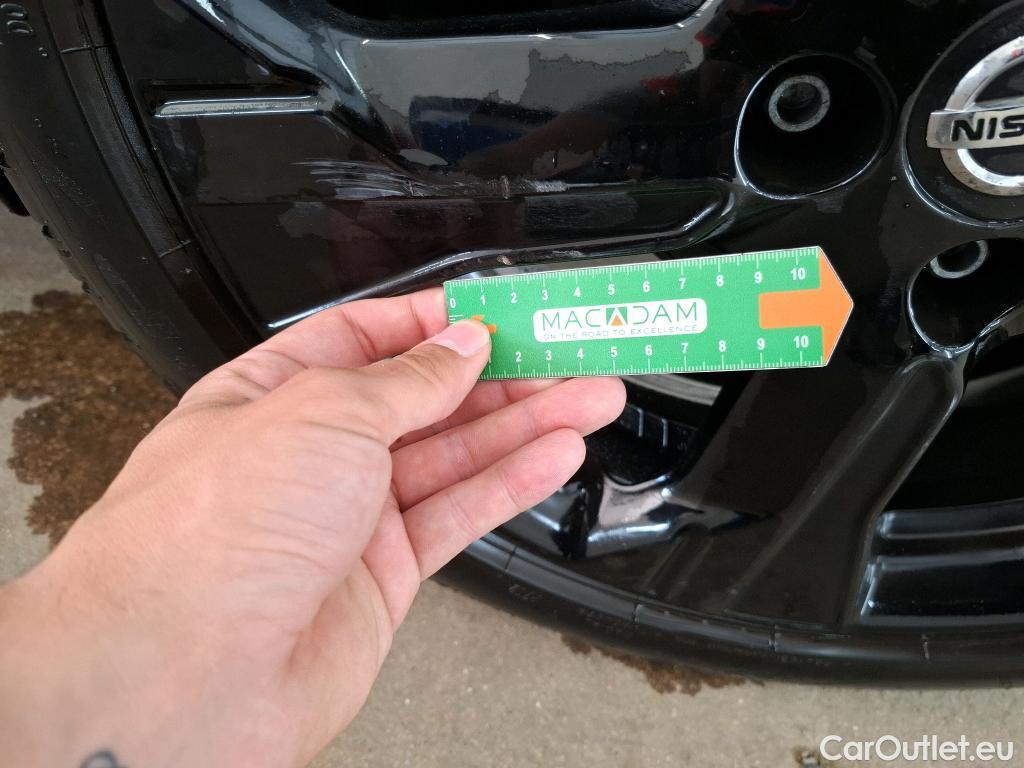 NIS
0 1 2 3 4 5 6 7 8 9 10
MACADAM
ON THE ROAD TO EXCELLENCE
2 3 4 5 6 7 8 9 10
CarOutlet.eu